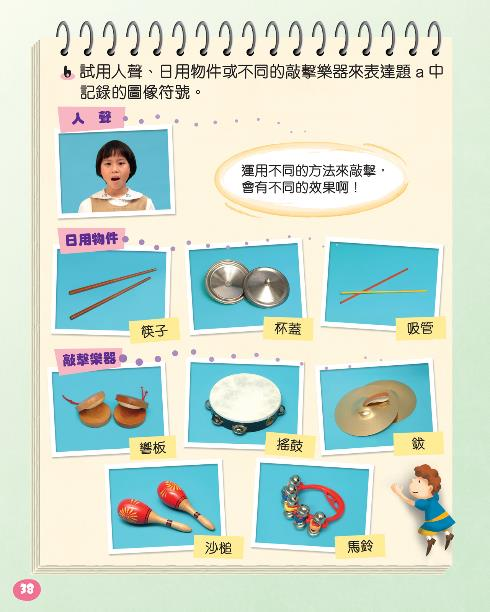 b 試用人聲、日用物件或不同的敲擊樂器來表達題 a 中
記錄的圖像符號。
人 聲
運用不同的方法來敲擊，
會有不同的效果啊！
日用物件
筷子
杯蓋
吸管
敲擊樂器
響板
搖鼓
鈸
沙槌
馬鈴
38